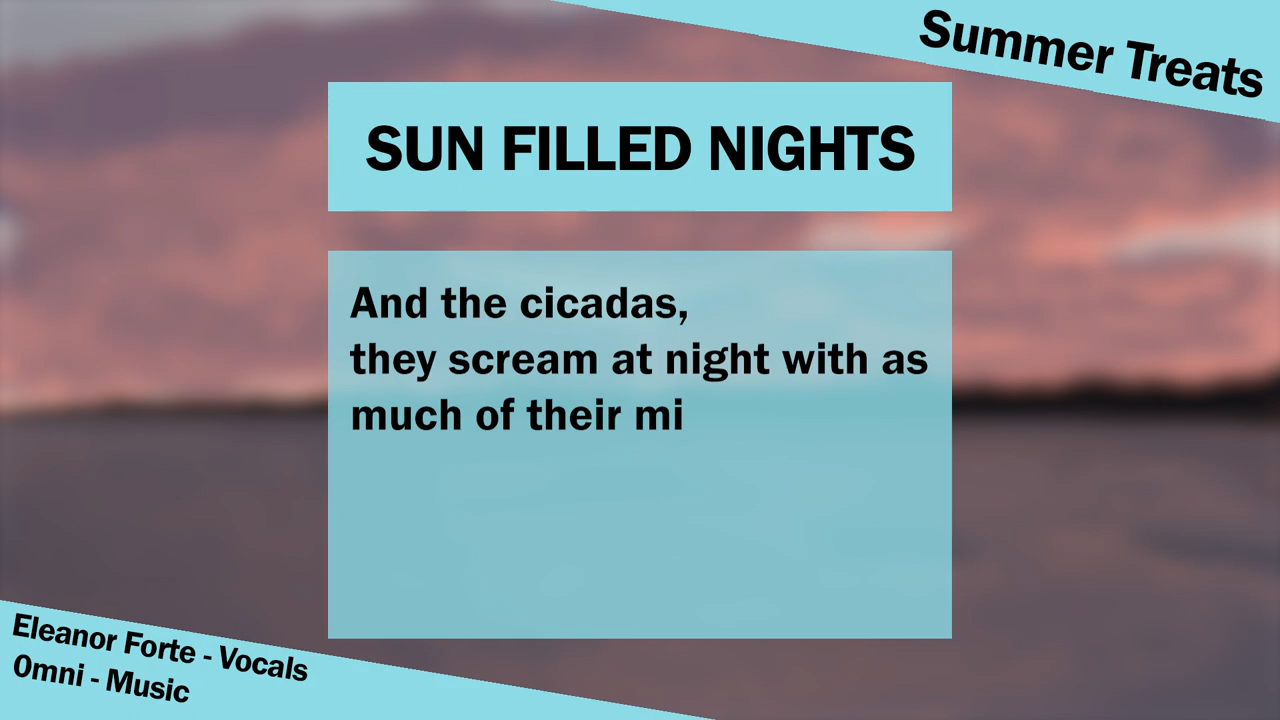 Summer Treats
SUN FILLED NIGHTS
And the cicadas,
they scream at night with as
much of their mi
Eleanor Forte - Vocals
0mni - Music